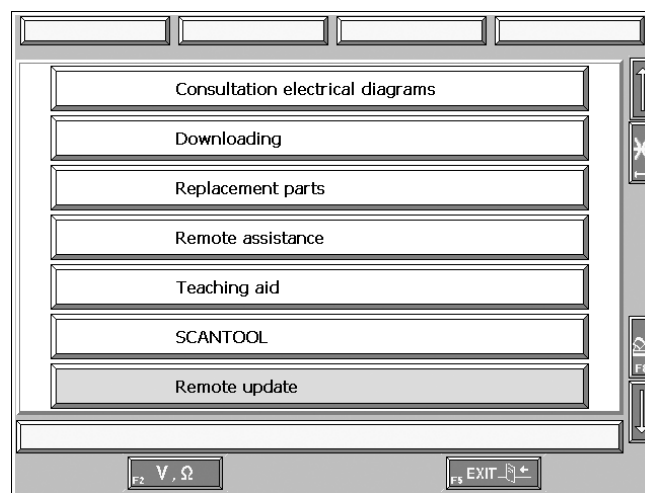 Consultation electrical diagrams
Downloading
Replacement parts
Remote assistance
Teaching aid
SCANTOOL
Remote update
F2 V , Ω
F5 EXIT